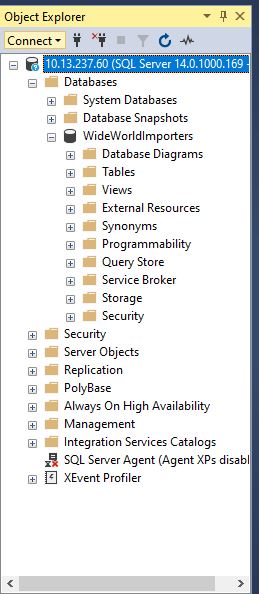 Object Explorer
Connect
10.13.237.60 (SQL Server 14.0.1000.169 -
Databases
System Databases
Database Snapshots
WideWorldImporters
Database Diagrams
Tables
Views
External Resources
Synonyms
Programmability
Query Store
Service Broker
Storage
Security
Security
Server Objects
Replication
PolyBase
Always On High Availability
Management
Integration Services Catalogs
SQL Server Agent (Agent XPs disabl
XEvent Profiler